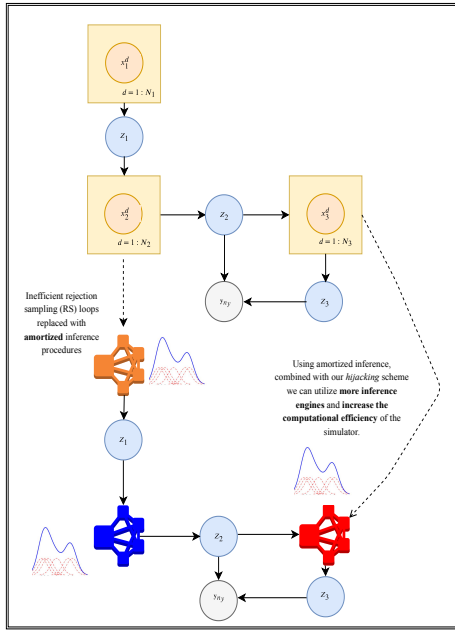 x_1^d
d = 1 : N_1
z_1
x_2^d
d = 1 : N_2
z_2
x_3^d
d = 1 : N_3
y_{n_y}
z_3
Inefficient rejection
sampling (RS) loops
replaced with
amortized inference
procedures
Using amortized inference,
combined with our hijacking scheme
we can utilize more inference
engines and increase the
computational efficiency of the
simulator.
z_1
z_2
y_{n_y}
z_3